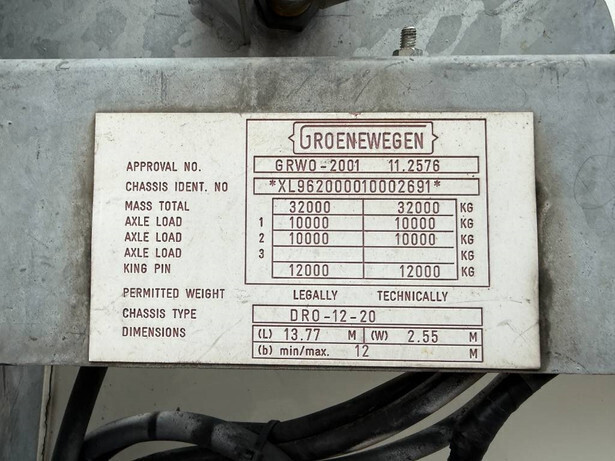 GROENEWEGEN
APPROVAL NO. GRWO-2001 11.2576
CHASSIS IDENT. NO *XL962000010002691*
MASS TOTAL 32000 32000 KG
AXLE LOAD 1 10000 10000 KG
AXLE LOAD 2 10000 10000 KG
AXLE LOAD 3 KG
KING PIN 12000 12000 KG
PERMITTED WEIGHT LEGALLY TECHNICALLY
CHASSIS TYPE DRO-12-20
DIMENSIONS (L) 13.77 M (W) 2.55 M
(b) min/max. 12 M